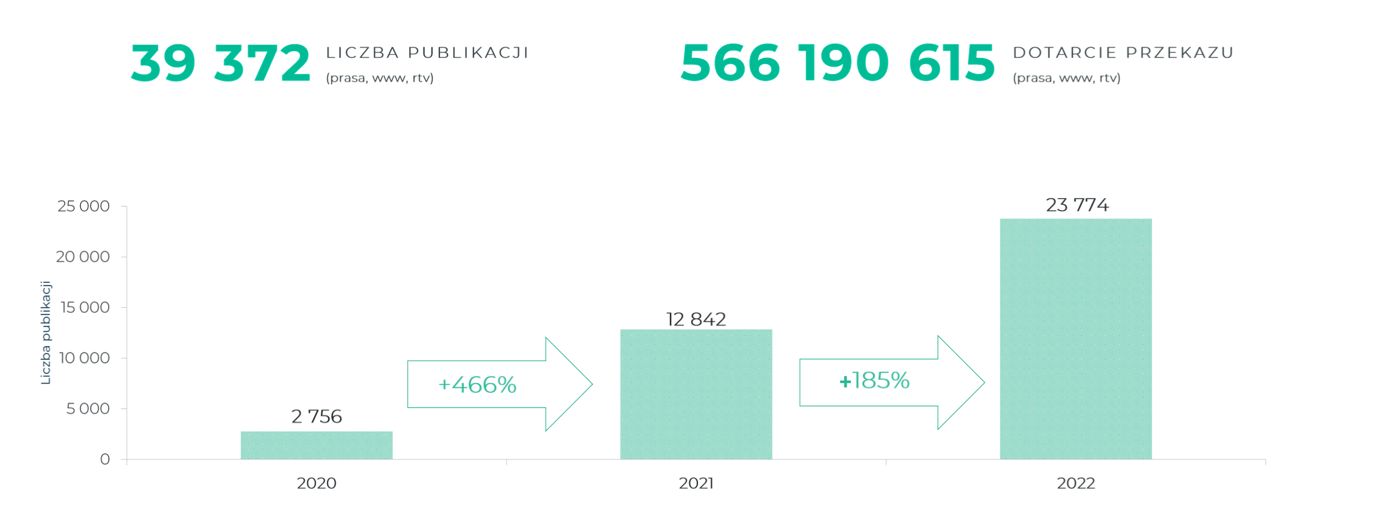 39 372 LICZBA PUBLIKACJI
(prasa, www, rtv)
566 190 615 DOTARCIE PRZEKAZU
(prasa, www, rtv)
Liczba publikacji
25 000
20 000
15 000
10 000
5 000
0
2 756
+466%
12 842
+185%
23 774
2020
2021
2022